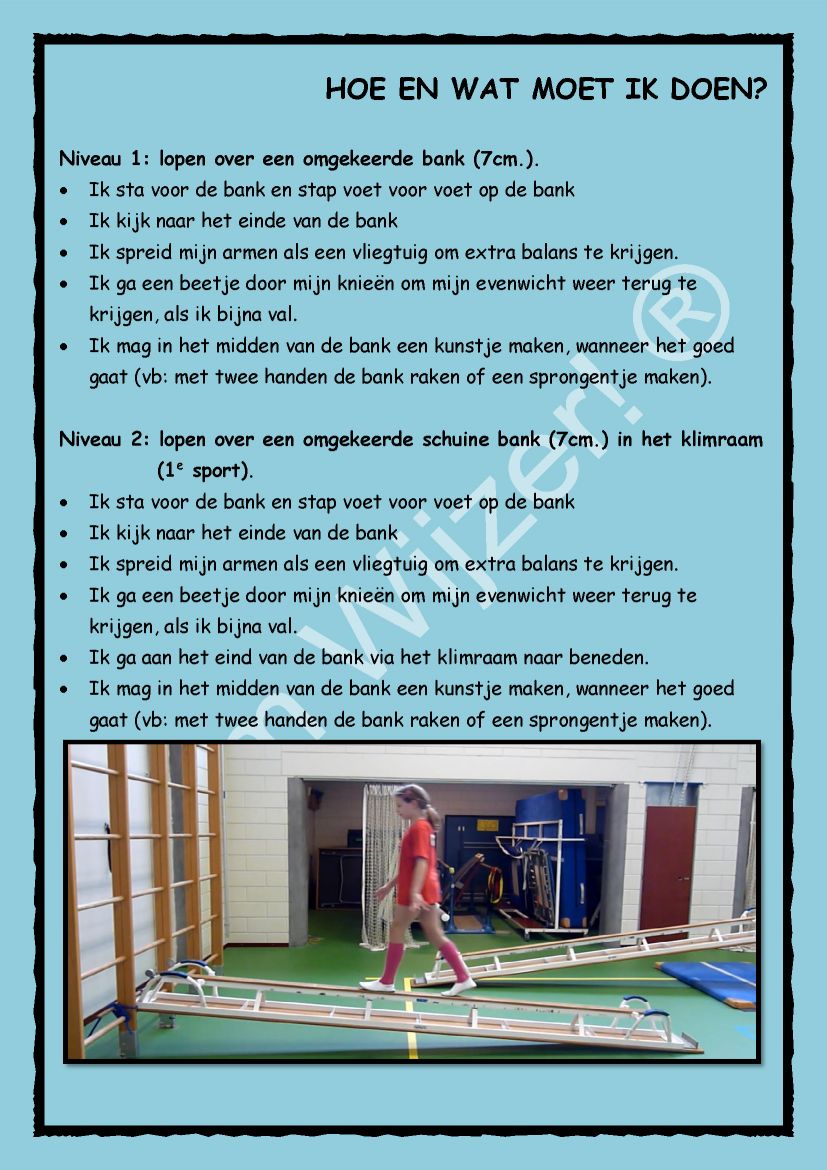 HOE EN WAT MOET IK DOEN?
Niveau 1: lopen over een omgekeerde bank (7cm.).
• Ik sta voor de bank en stap voet voor voet op de bank
• Ik kijk naar het einde van de bank
• Ik spreid mijn armen als een vliegtuig om extra balans te krijgen.
• Ik ga een beetje door mijn knieën om mijn evenwicht weer terug te
krijgen, als ik bijna val.
• Ik mag in het midden van de bank een kunstje maken, wanneer het goed
gaat (vb: met twee handen de bank raken of een sprongentje maken).
Niveau 2: lopen over een omgekeerde schuine bank (7cm.) in het klimraam
(1e sport).
• Ik sta voor de bank en stap voet voor voet op de bank
• Ik kijk naar het einde van de bank
• Ik spreid mijn armen als een vliegtuig om extra balans te krijgen.
• Ik ga een beetje door mijn knieën om mijn evenwicht weer terug te
krijgen, als ik bijna val.
• Ik ga aan het eind van de bank via het klimraam naar beneden.
• Ik mag in het midden van de bank een kunstje maken, wanneer het goed
gaat (vb: met twee handen de bank raken of een sprongentje maken).
Wijzer! ®